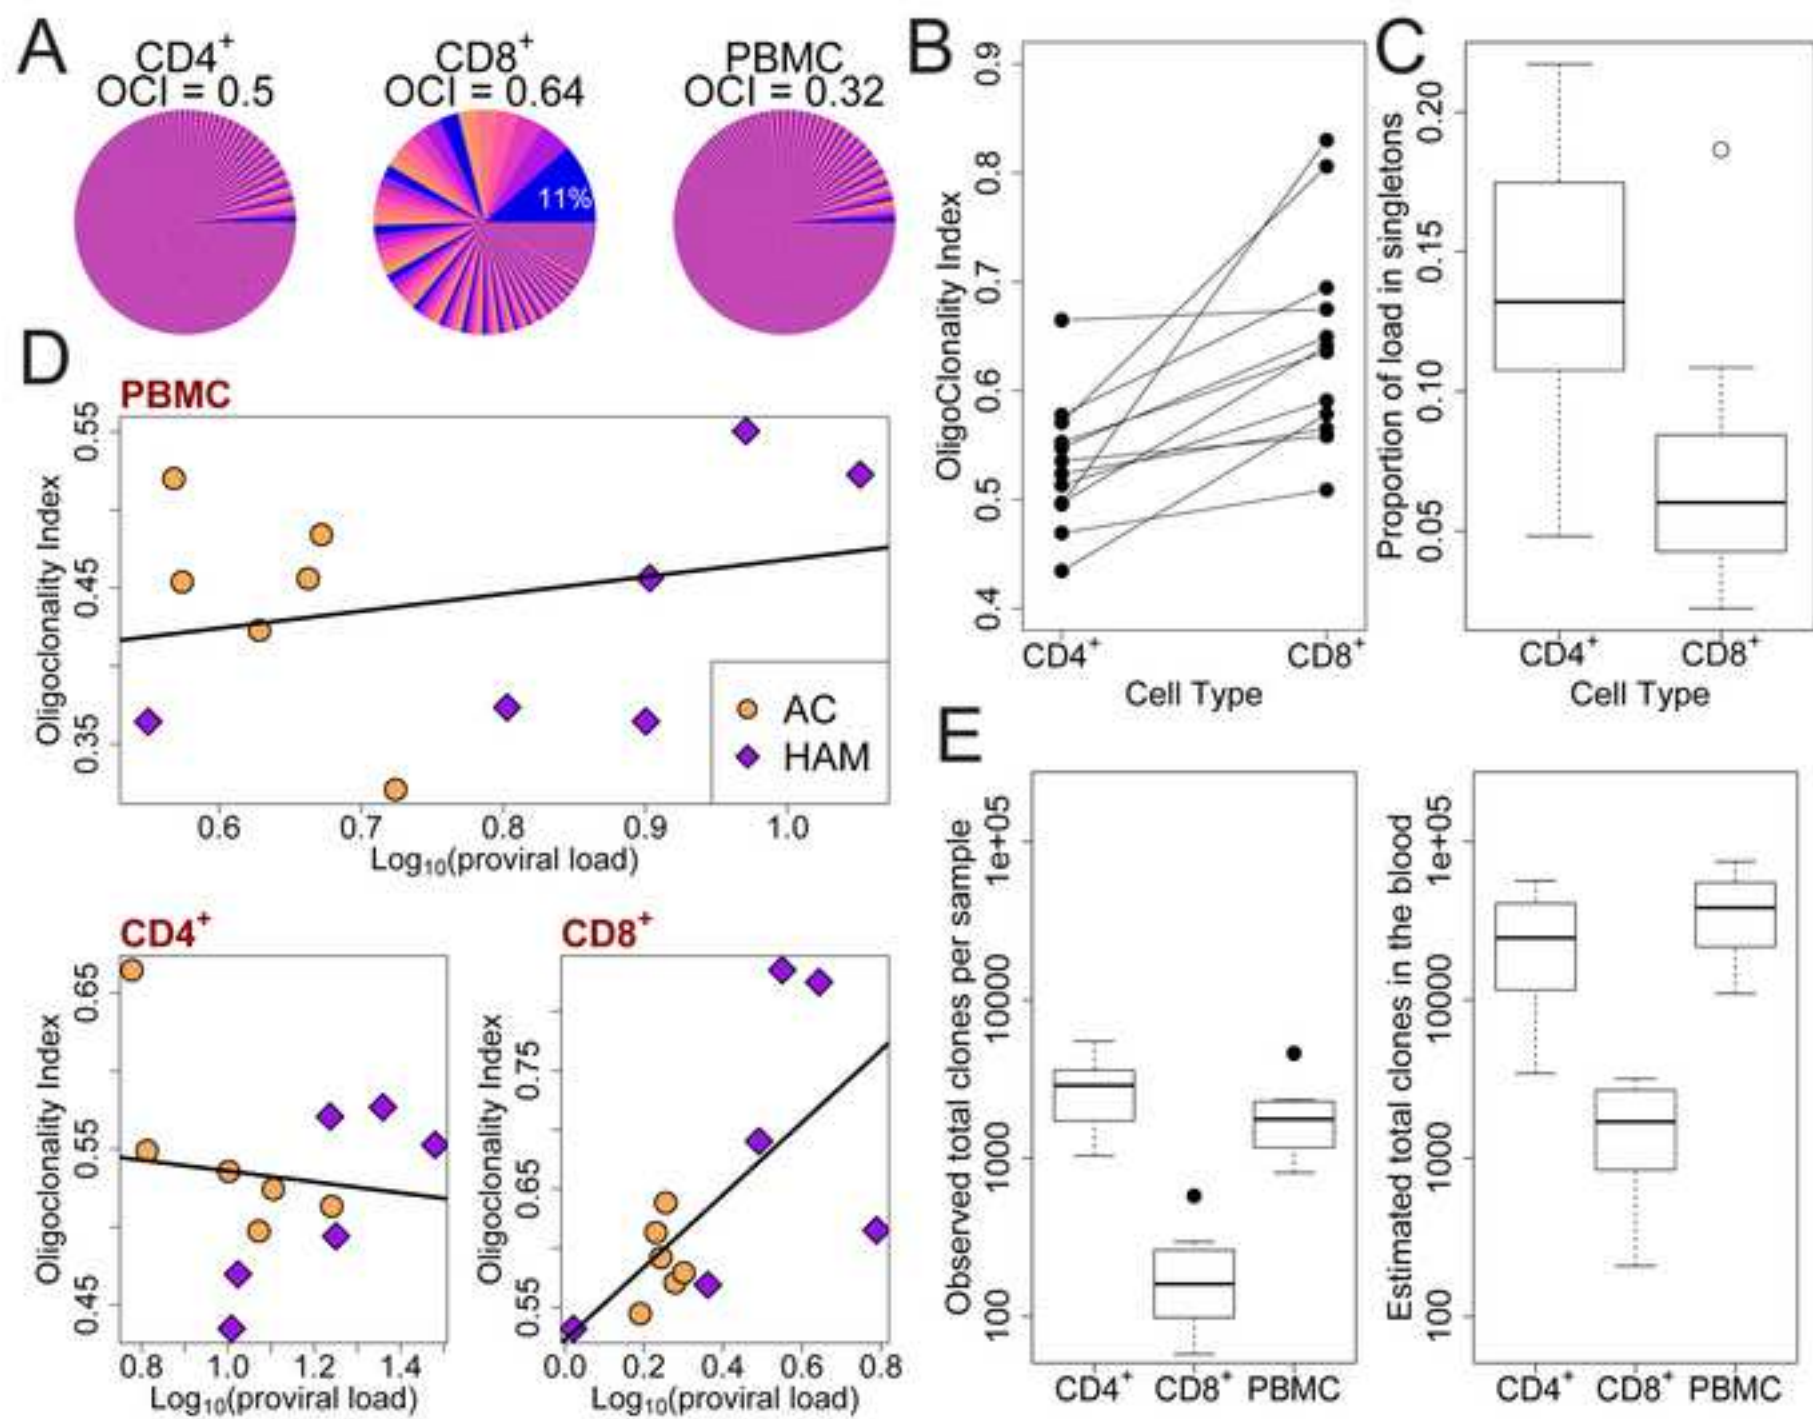 A
CD4+
OCI = 0.5
CD8+
OCI = 0.64
PBMC
OCI = 0.32
11%
B
OligoClonality Index
0.9
0.8
0.7
0.6
0.5
0.4
CD4+
CD8+
Cell Type
C
Proportion of load in singletons
0.20
0.15
0.10
0.05
CD4+
CD8+
Cell Type
D
PBMC
Oligoclonality Index
0.55
0.45
0.35
AC
HAM
0.6 0.7 0.8 0.9 1.0
Log10(proviral load)
CD4+
Oligoclonality Index
0.65
0.55
0.45
0.8 1.0 1.2 1.4
Log10(proviral load)
CD8+
Oligoclonality Index
0.75
0.65
0.55
0.0 0.2 0.4 0.6 0.8
Log10(proviral load)
E
Observed total clones per sample
1e+05
10000
1000
100
CD4+ CD8+ PBMC
Estimated total clones in the blood
1e+05
10000
1000
100
CD4+ CD8+ PBMC